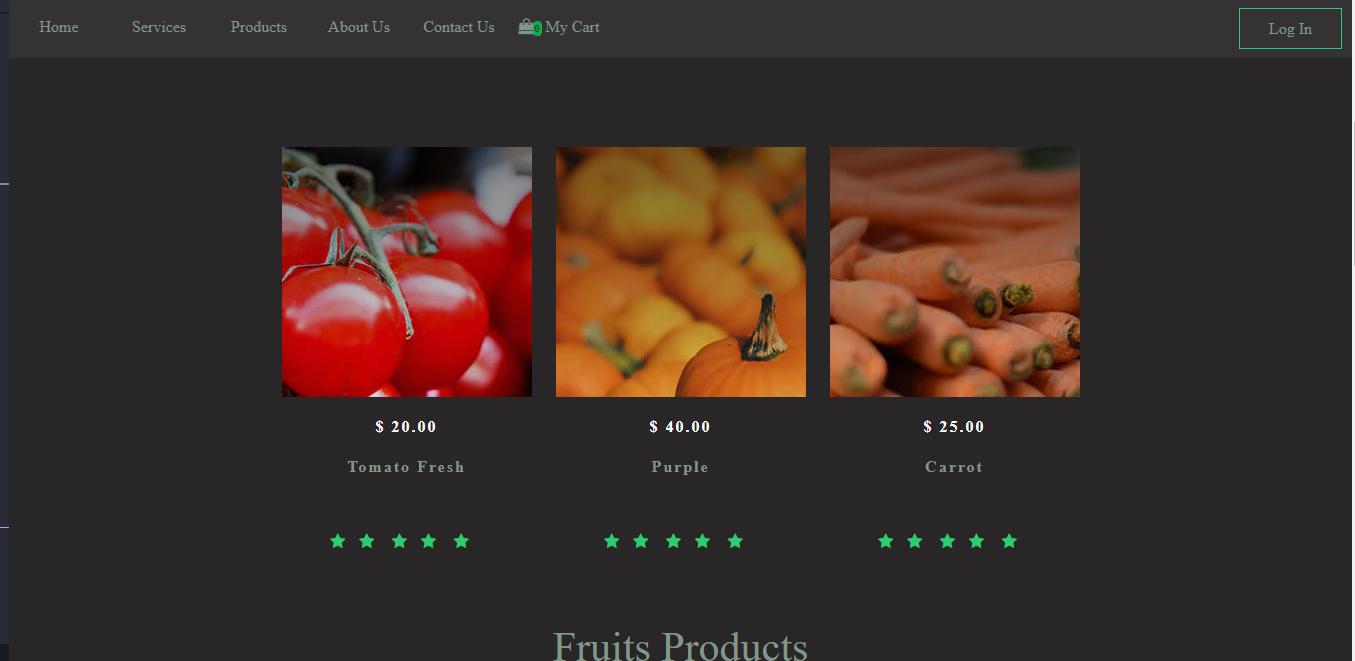 Home Services Products About Us Contact Us 0 My Cart Log In
$ 20.00 $ 40.00 $ 25.00
Tomato Fresh Purple Carrot
Fruits Products